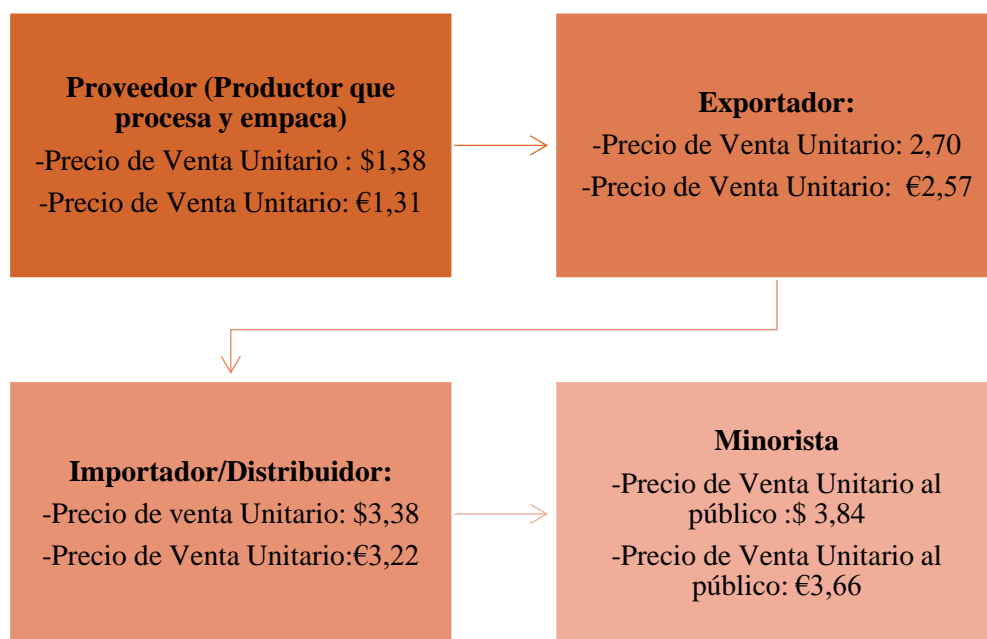 Proveedor (Productor que
procesa y empaca)
-Precio de Venta Unitario : $1,38
-Precio de Venta Unitario: €1,31
Exportador:
-Precio de Venta Unitario: 2,70
-Precio de Venta Unitario:  €2,57
Importador/Distribuidor:
-Precio de venta Unitario: $3,38
-Precio de Venta Unitario:€3,22
Minorista
-Precio de Venta Unitario al
público :$ 3,84
-Precio de Venta Unitario al
público: €3,66